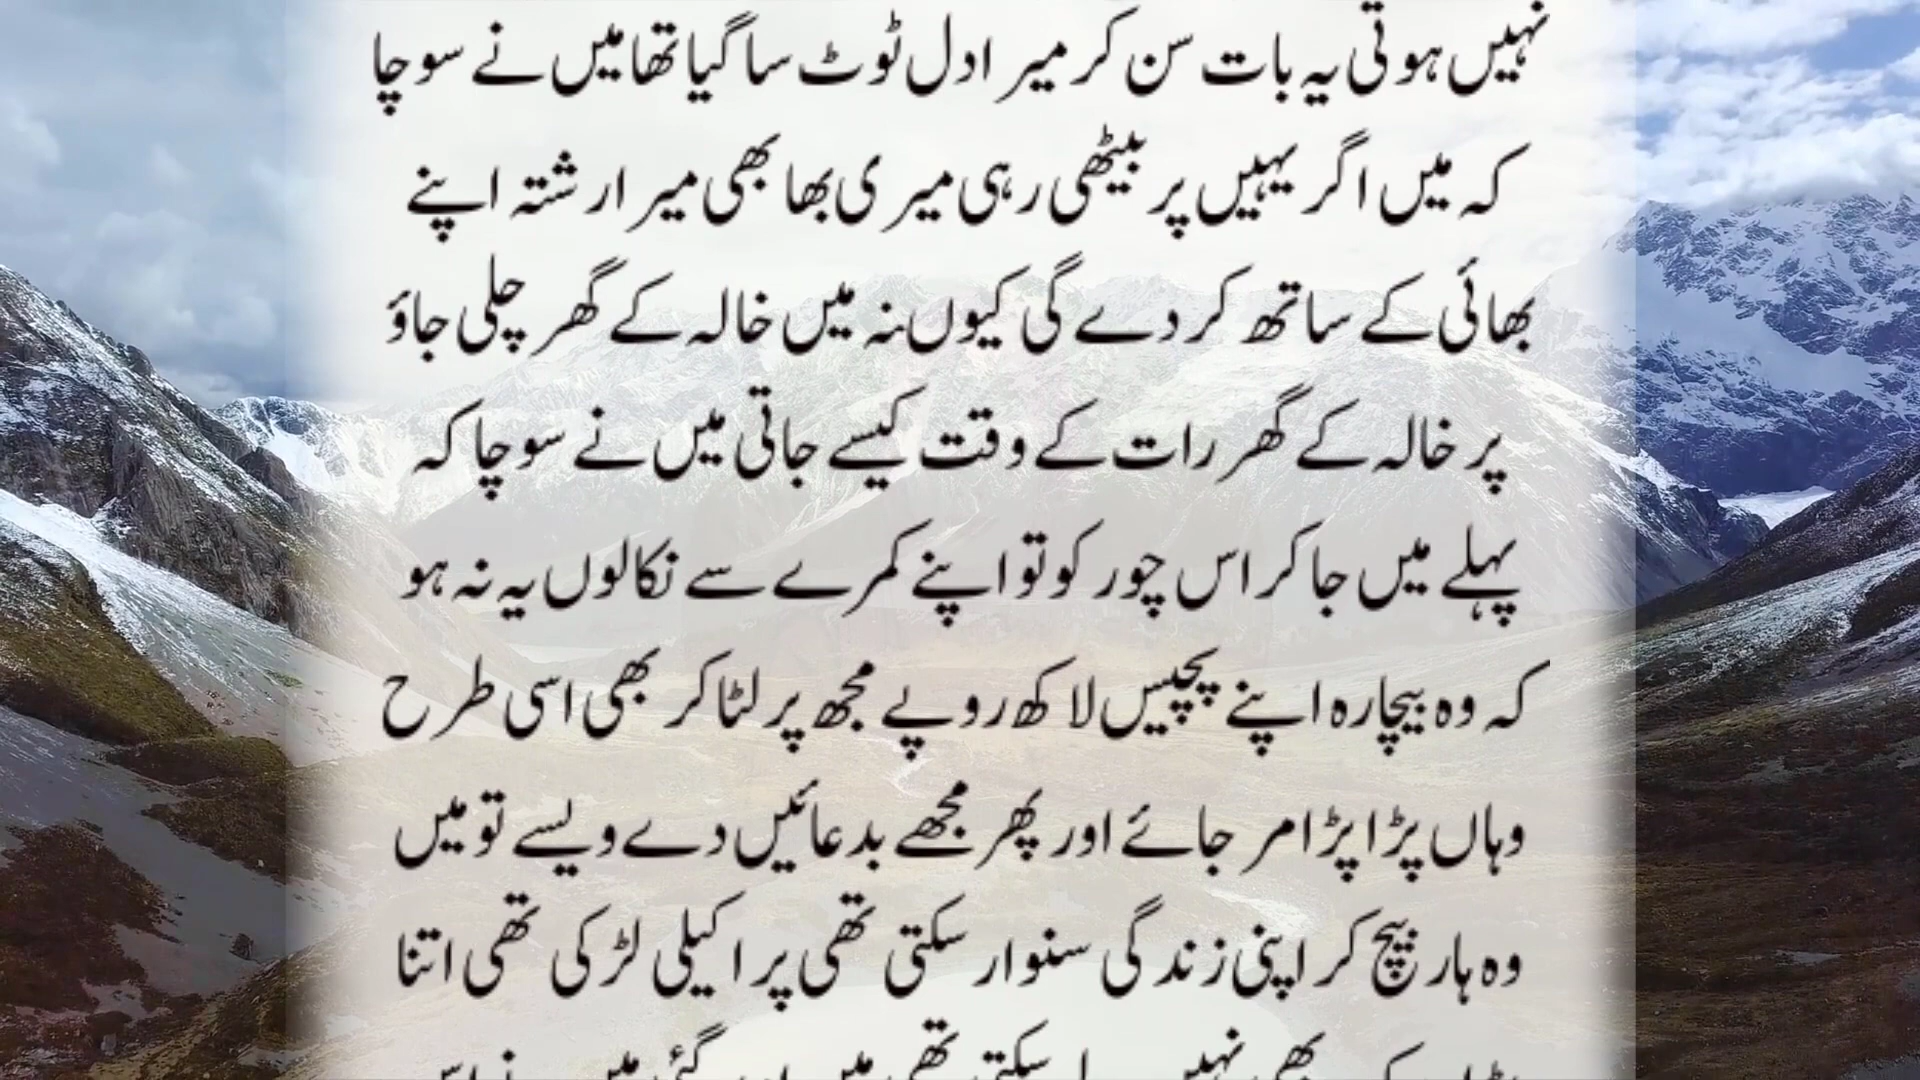 نہیں ہوتی یہ بات سن کر میرا دل ٹوٹ سا گیا تھا میں نے سوچا
کہ میں اگر یہیں پر بیٹھی رہی میری بھابھی میرا رشتہ اپنے
بھائی کے ساتھ کر دے گی کیوں نہ میں خالہ کے گھر چلی جاؤ
پر خالہ کے گھر رات کے وقت کیسے جاتی میں نے سوچا کہ
پہلے میں جا کر اس چور کو تو اپنے کمرے سے نکالوں یہ نہ ہو
کہ وہ بیچارہ اپنے پچیس لاکھ روپے مجھ پر لٹا کر بھی اسی طرح
وہاں پڑا پڑا مر جائے اور پھر مجھے بدعائیں دے ویسے تو میں
وہ ہار بیچ کر اپنی زندگی سنوار سکتی تھی پر اکیلی لڑکی تھی اتنا